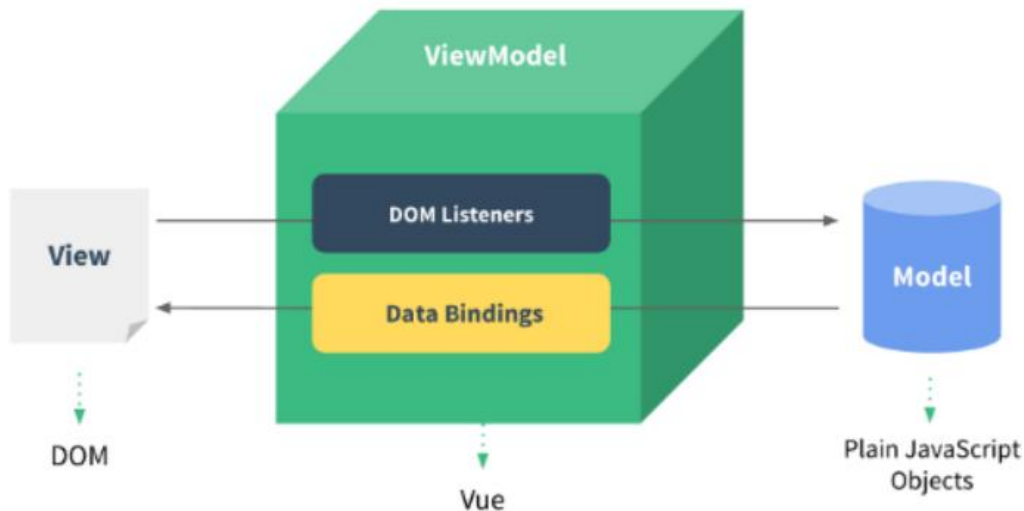 ViewModel
DOM Listeners
View
Model
Data Bindings
DOM
Vue
Plain JavaScript
Objects